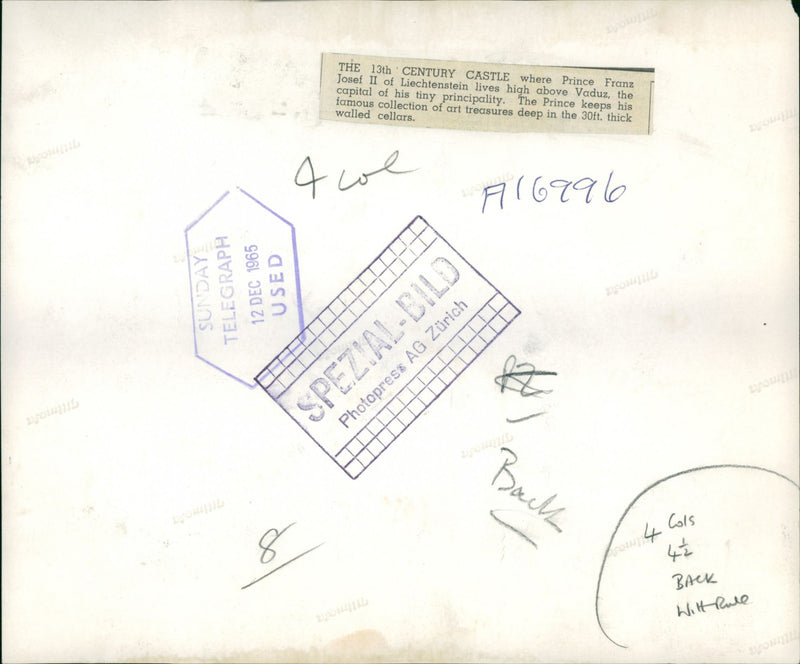 THE 13th CENTURY CASTLE where Prince Franz
Josef II of Liechtenstein lives high above Vaduz, the
capital of his tiny principality. The Prince keeps his
famous collection of art treasures deep in the 30ft. thick
walled cellars.
4 col
A16996
SUNDAY
TELEGRAPH
12 DEC 1965
USED
SPEZIAL-BILD
Photopress AG Zürich
Back
8
4 Cols
4½
BACK
With Rule